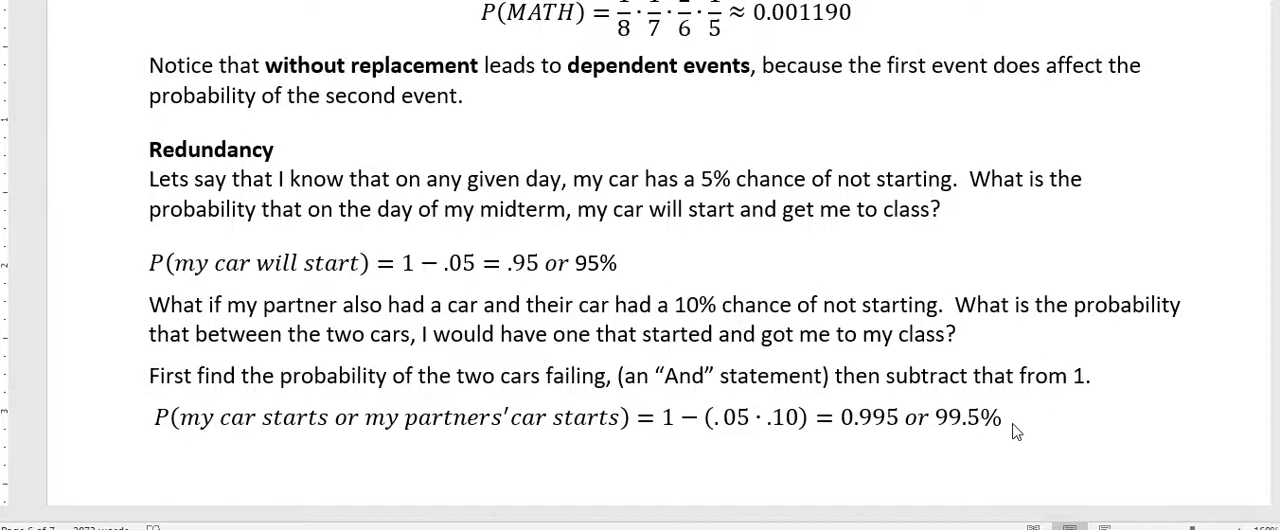 P(MATH) = 1/8 · 1/7 · /6 · 1/5 ≈ 0.001190
Notice that without replacement leads to dependent events, because the first event does affect the
probability of the second event.
Redundancy
Lets say that I know that on any given day, my car has a 5% chance of not starting.  What is the
probability that on the day of my midterm, my car will start and get me to class?
P(my car will start) = 1 − .05 = .95 or 95%
What if my partner also had a car and their car had a 10% chance of not starting.  What is the probability
that between the two cars, I would have one that started and got me to my class?
First find the probability of the two cars failing, (an “And” statement) then subtract that from 1.
P(my car starts or my partners′car starts) = 1 − (.05 · .10) = 0.995 or 99.5%